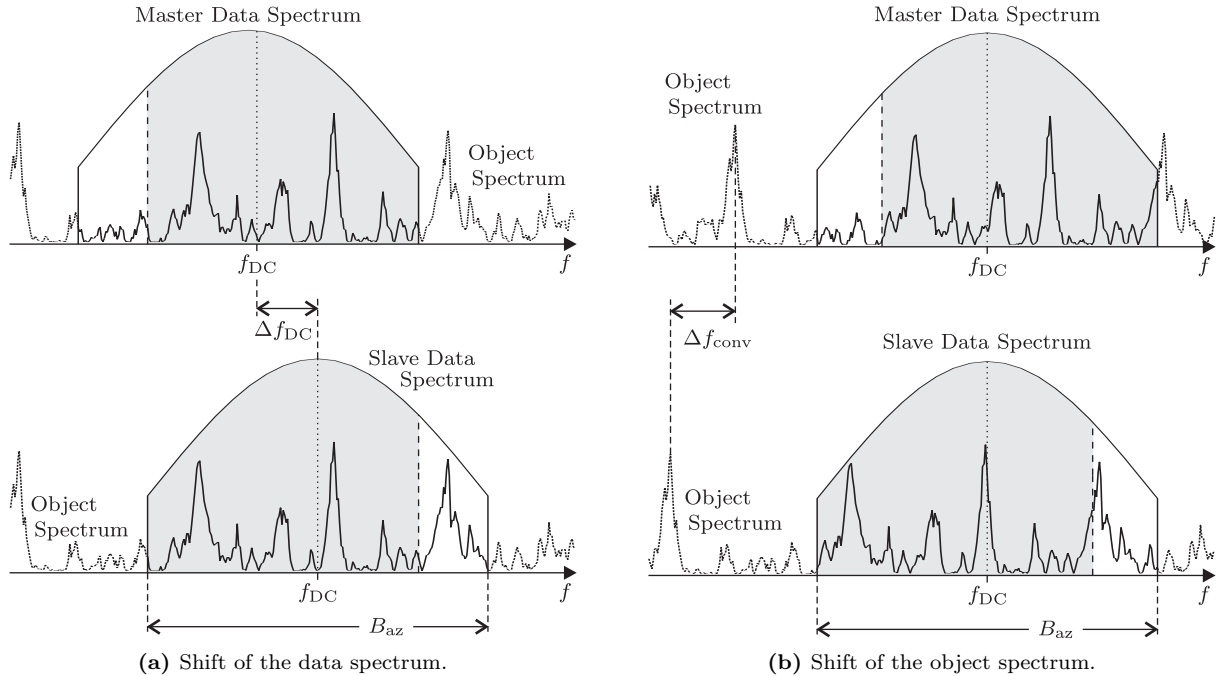 Master Data Spectrum
Object
Spectrum
f_DC
f
Δf_DC
Slave Data
Spectrum
Object
Spectrum
f_DC
f
B_az
(a) Shift of the data spectrum.
Master Data Spectrum
Object
Spectrum
f_DC
f
Δf_conv
Slave Data Spectrum
Object
Spectrum
f_DC
f
B_az
(b) Shift of the object spectrum.